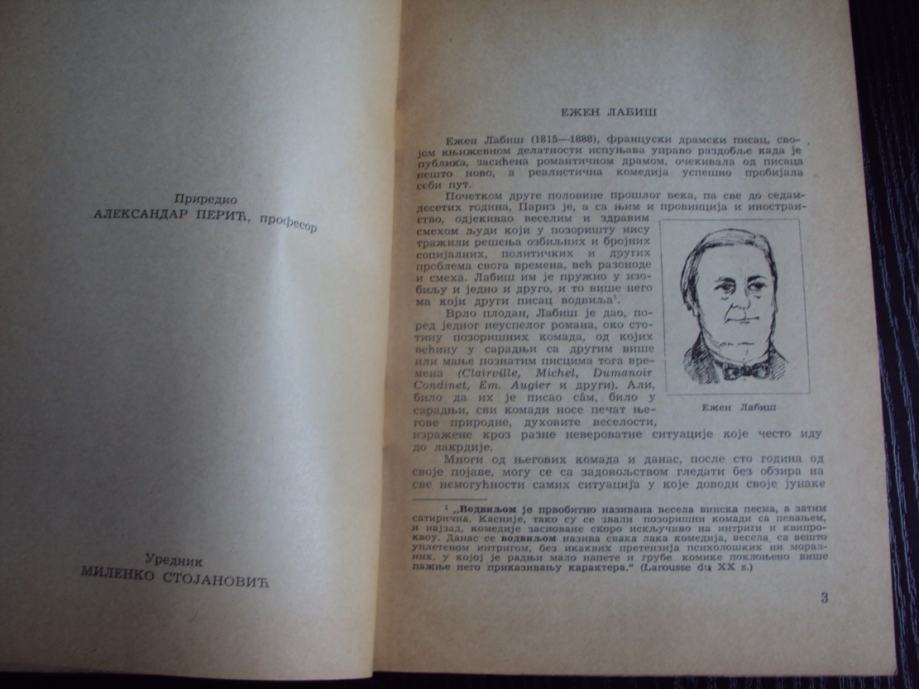 Приредио
АЛЕКСАНДАР ПЕРИЋ, професор
Уредник
МИЛЕНКО СТОЈАНОВИЋ
ЕЖЕН ЛАБИШ
Ежен Лабиш (1815—1888), француски драмски писац, сво-
јом књижевном делатности испуњава управо раздобље када је
публика, засићена романтичном драмом, очекивала од писаца
нешто ново, а реалистична комедија успешно пробијала
себи пут.
Почетком друге половине прошлог века, па све до седам-
десетих година, Париз је, а са њим и провинција и иностран-
ство, одјекивао веселим и здравим
смехом људи који у позоришту нису
тражили решења озбиљних и бројних
социјалних, политичких и других
проблема свога времена, већ разоноде
и смеха. Лабиш им је пружио у изо-
биљу и једно и друго, и то више него
ма који други писац водвиља¹.
Врло плодан, Лабиш је дао, по-
ред једног неуспелог романа, око сто-
тину позоришних комада, од којих
већину у сарадњи са другим више
или мање познатим писцима тога вре-
мена (Clairville, Michel, Dumanoir
Condinet, Em. Augier и други). Али,
било да их је писао са̂м, било у
сарадњи, сви комади носе печат ње-
гове природне, духовите веселости,
изражене кроз разне невероватне ситуације које често иду
до лакрдије.
Ежен Лабиш
Многи од његових комада и данас, после сто година од
своје појаве, могу се са задовољством гледати без обзира на
све немогућности самих ситуација у које доводи своје јунаке
¹ „Водвиљом је првобитно називана весела винска песма, а затим
сатирична. Касније, тако су се звали позоришни комади са певањем,
и најзад, комедије засноване скоро искључиво на интриги и квипро-
кву. Данас се водвиљом назива свака лака комедија, весела, са вешто
уплетеном интригом, без икаквих претензија психолошких ни морал-
них, у којој је радњи мало напете и грубе комике поклоњено више
пажње него приказивању карактера.“ (Larousse du XX s.)
3